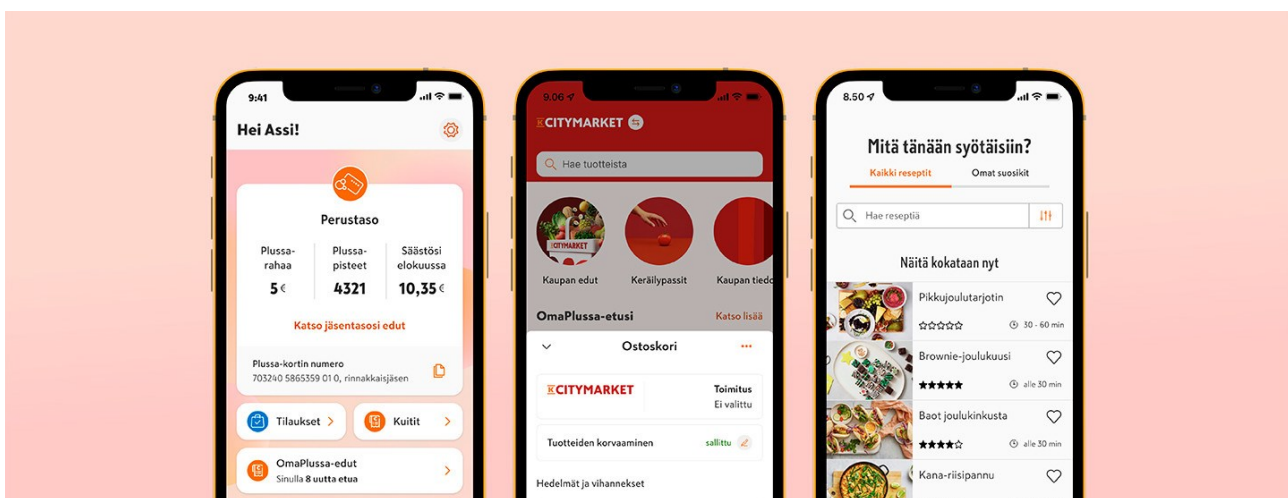 9:41
Hei Assi!
Perustaso
Plussa-
rahaa
5 €
Plussa-
pisteet
4321
Säästösi
elokuussa
10,35 €
Katso jäsentasosi edut
Plussa-kortin numero
703240 5865359 01 0, rinnakkaisjäsen
Tilaukset
Kuitit
OmaPlussa-edut
Sinulla 8 uutta etua
9.06
K CITYMARKET
Hae tuotteista
K CITYMARKET
Kaupan edut
Keräilypassit
Kaupan tiedo
OmaPlussa-etusi
Katso lisää
Ostoskori
K CITYMARKET
Toimitus
Ei valittu
Tuotteiden korvaaminen
sallittu
Hedelmät ja vihannekset
8.50
Mitä tänään syötäisiin?
Kaikki reseptit
Omat suosikit
Hae reseptiä
Näitä kokataan nyt
Pikkujoulutarjotin
30 - 60 min
Brownie-joulukuusi
alle 30 min
Baot joulukinkusta
alle 30 min
Kana-riisipannu